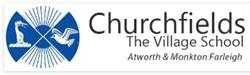 Churchfields
The Village School
Atworth & Monkton Farleigh